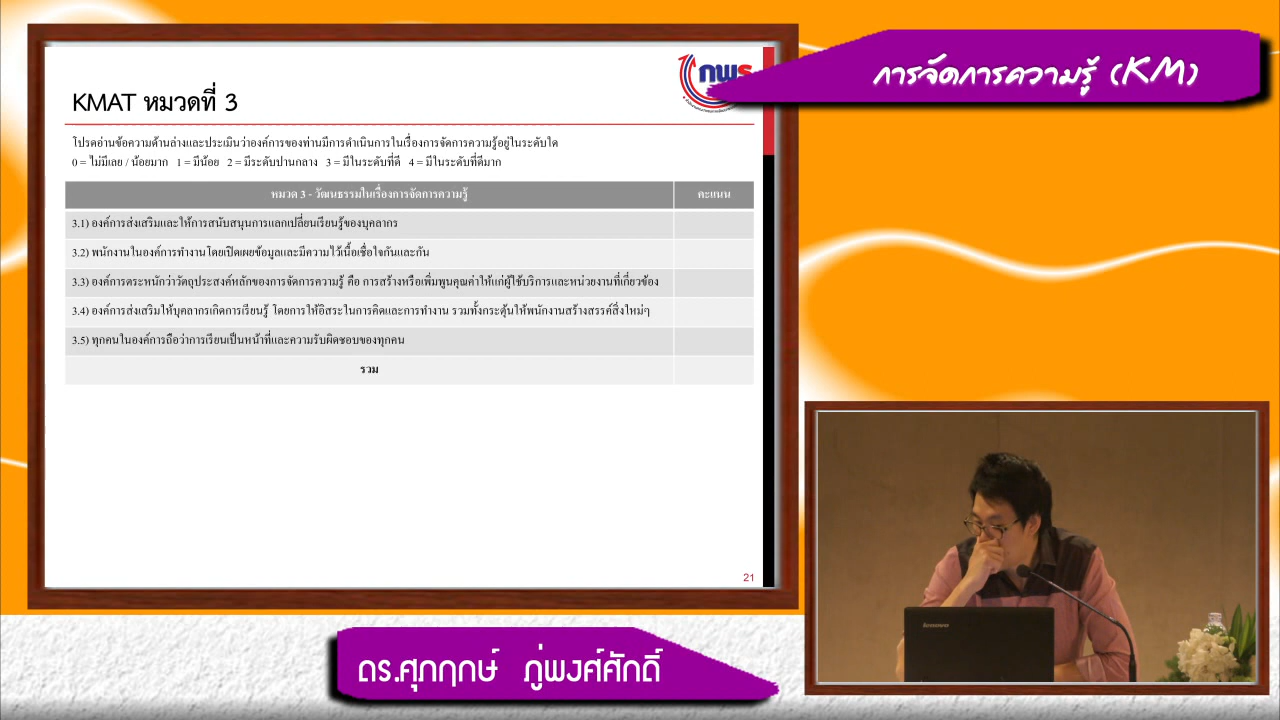 การจัดการความรู้ (KM)
กพร
KMAT หมวดที่ 3
โปรดอ่านข้อความด้านล่างและประเมินว่าองค์การของท่านมีการดำเนินการในเรื่องการจัดการความรู้อยู่ในระดับใด
0 = ไม่มีเลย / น้อยมาก 1 = มีน้อย 2 = มีระดับปานกลาง 3 = มีในระดับที่ดี 4 = มีในระดับที่ดีมาก
หมวด 3 - วัฒนธรรมในเรื่องการจัดการความรู้ คะแนน
3.1) องค์การส่งเสริมและให้การสนับสนุนการแลกเปลี่ยนเรียนรู้ของบุคลากร
3.2) พนักงานในองค์การทำงานโดยเปิดเผยข้อมูลและมีความไว้เนื้อเชื่อใจกันและกัน
3.3) องค์การตระหนักว่าวัตถุประสงค์หลักของการจัดการความรู้ คือ การสร้างหรือเพิ่มพูนคุณค่าให้แก่ผู้ใช้บริการและหน่วยงานที่เกี่ยวข้อง
3.4) องค์การส่งเสริมให้บุคลากรเกิดการเรียนรู้ โดยการให้อิสระในการคิดและการทำงาน รวมทั้งกระตุ้นให้พนักงานสร้างสรรค์สิ่งใหม่ๆ
3.5) ทุกคนในองค์การถือว่าการเรียนเป็นหน้าที่และความรับผิดชอบของทุกคน
รวม
21
ดร.ศุภฤกษ์ ภู่พงศ์ศักดิ์